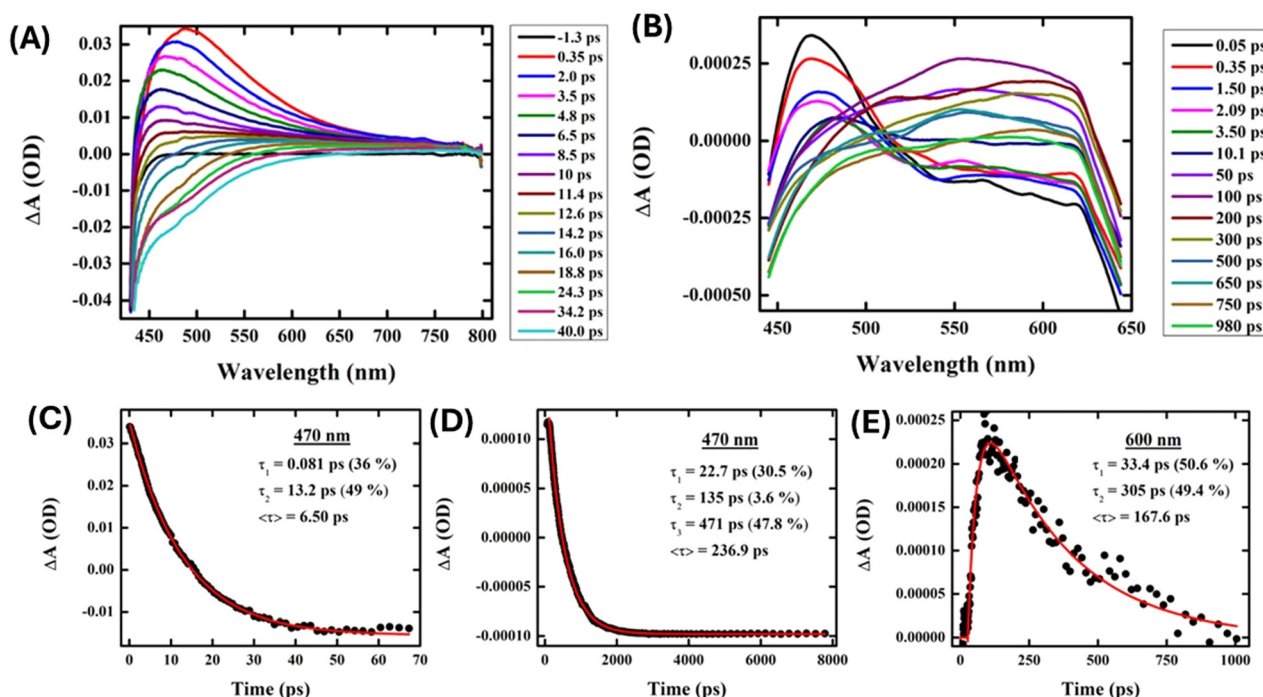 (A)
0.03
0.02
0.01
0.00
-0.01
-0.02
-0.03
-0.04
ΔA (OD)
450 500 550 600 650 700 750 800
Wavelength (nm)
-1.3 ps
0.35 ps
2.0 ps
3.5 ps
4.8 ps
6.5 ps
8.5 ps
10 ps
11.4 ps
12.6 ps
14.2 ps
16.0 ps
18.8 ps
24.3 ps
34.2 ps
40.0 ps
(B)
0.00025
0.00000
-0.00025
-0.00050
ΔA (OD)
450 500 550 600 650
Wavelength (nm)
0.05 ps
0.35 ps
1.50 ps
2.09 ps
3.50 ps
10.1 ps
50 ps
100 ps
200 ps
300 ps
500 ps
650 ps
750 ps
980 ps
(C)
0.03
0.02
0.01
0.00
-0.01
ΔA (OD)
0 10 20 30 40 50 60 70
Time (ps)
470 nm
τ1 = 0.081 ps (36 %)
τ2 = 13.2 ps (49 %)
<τ> = 6.50 ps
(D)
0.00010
0.00005
0.00000
-0.00005
-0.00010
ΔA (OD)
0 2000 4000 6000 8000
Time (ps)
470 nm
τ1 = 22.7 ps (30.5 %)
τ2 = 135 ps (3.6 %)
τ3 = 471 ps (47.8 %)
<τ> = 236.9 ps
(E)
0.00025
0.00020
0.00015
0.00010
0.00005
0.00000
ΔA (OD)
0 250 500 750 1000
Time (ps)
600 nm
τ1 = 33.4 ps (50.6 %)
τ2 = 305 ps (49.4 %)
<τ> = 167.6 ps